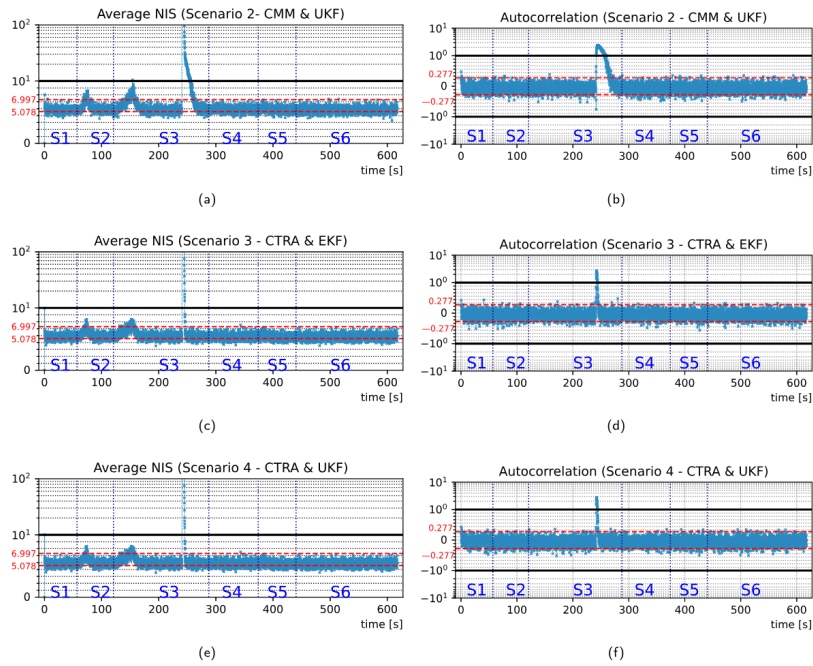 Average NIS (Scenario 2- CMM & UKF)
10²
10¹
6.997
5.078
0
S1 S2 S3 S4 S5 S6
0 100 200 300 400 500 600
time [s]
(a)
Autocorrelation (Scenario 2 - CMM & UKF)
10¹
10⁰
0.277
0
−0.277
−10⁰
−10¹
S1 S2 S3 S4 S5 S6
0 100 200 300 400 500 600
time [s]
(b)
Average NIS (Scenario 3 - CTRA & EKF)
10²
10¹
6.997
5.078
0
S1 S2 S3 S4 S5 S6
0 100 200 300 400 500 600
time [s]
(c)
Autocorrelation (Scenario 3 - CTRA & EKF)
10¹
10⁰
0.277
0
−0.277
−10⁰
−10¹
S1 S2 S3 S4 S5 S6
0 100 200 300 400 500 600
time [s]
(d)
Average NIS (Scenario 4 - CTRA & UKF)
10²
10¹
6.997
5.078
0
S1 S2 S3 S4 S5 S6
0 100 200 300 400 500 600
time [s]
(e)
Autocorrelation (Scenario 4 - CTRA & UKF)
10¹
10⁰
0.277
0
−0.277
−10⁰
−10¹
S1 S2 S3 S4 S5 S6
0 100 200 300 400 500 600
time [s]
(f)